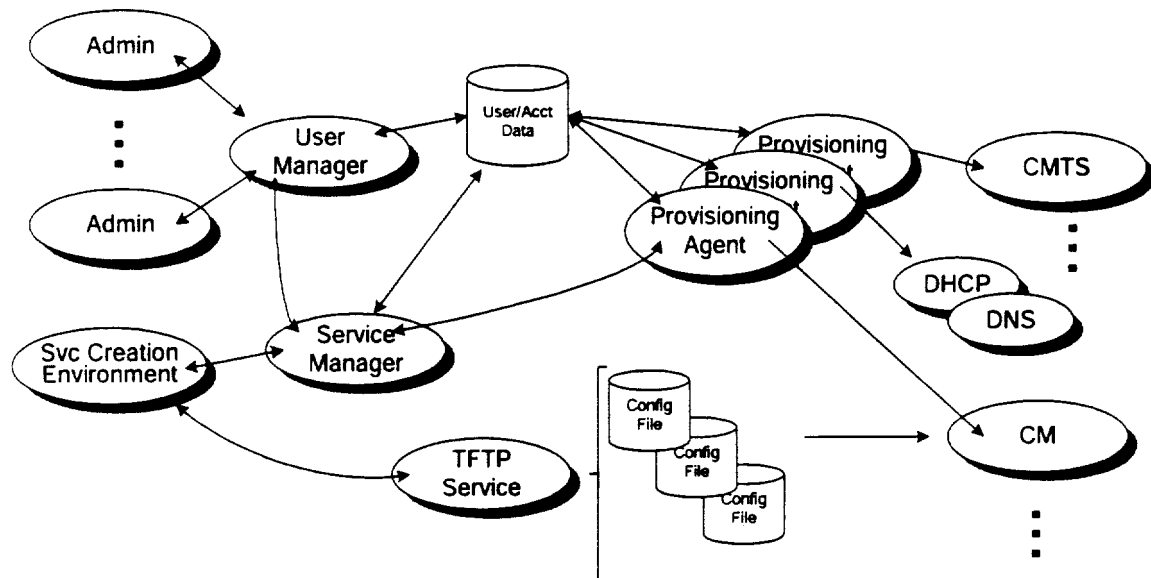 Admin
User
Manager
Admin
User/Acct
Data
Provisioning
Provisioning
Provisioning
Agent
CMTS
DHCP
DNS
Svc Creation
Environment
Service
Manager
TFTP
Service
Config
File
Config
File
Config
File
CM